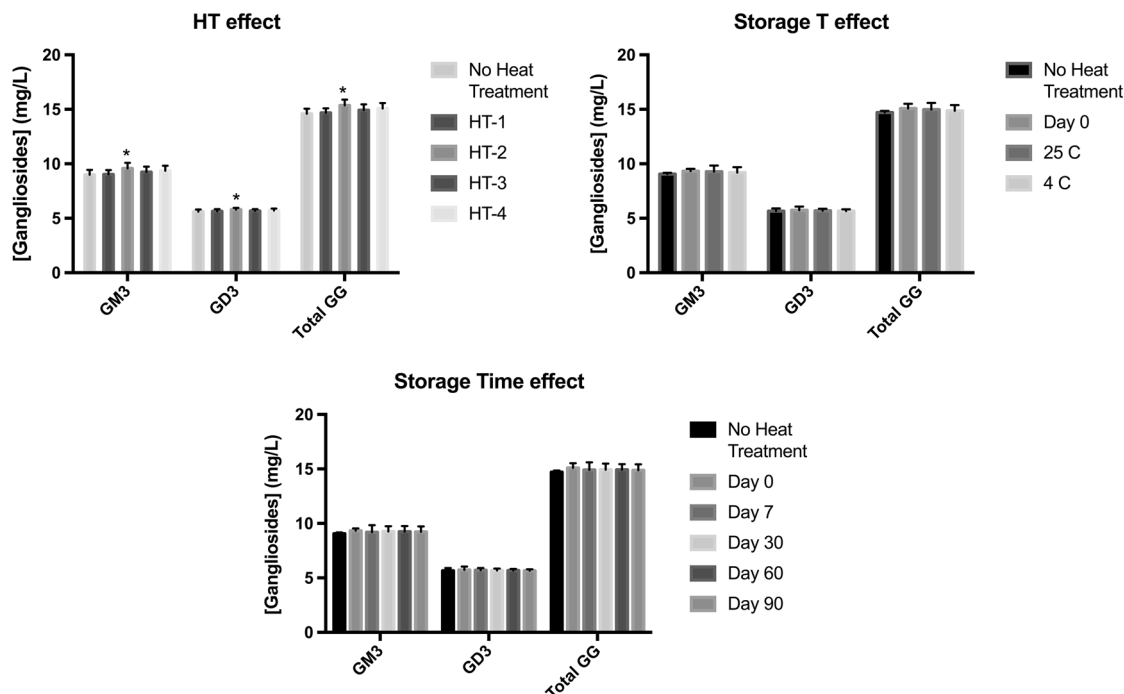 HT effect
[Gangliosides] (mg/L)
20
15
10
5
0
*
*
*
GM3
GD3
Total GG
No Heat
Treatment
HT-1
HT-2
HT-3
HT-4
Storage T effect
[Gangliosides] (mg/L)
20
15
10
5
0
GM3
GD3
Total GG
No Heat
Treatment
Day 0
25 C
4 C
Storage Time effect
[Gangliosides] (mg/L)
20
15
10
5
0
GM3
GD3
Total GG
No Heat
Treatment
Day 0
Day 7
Day 30
Day 60
Day 90